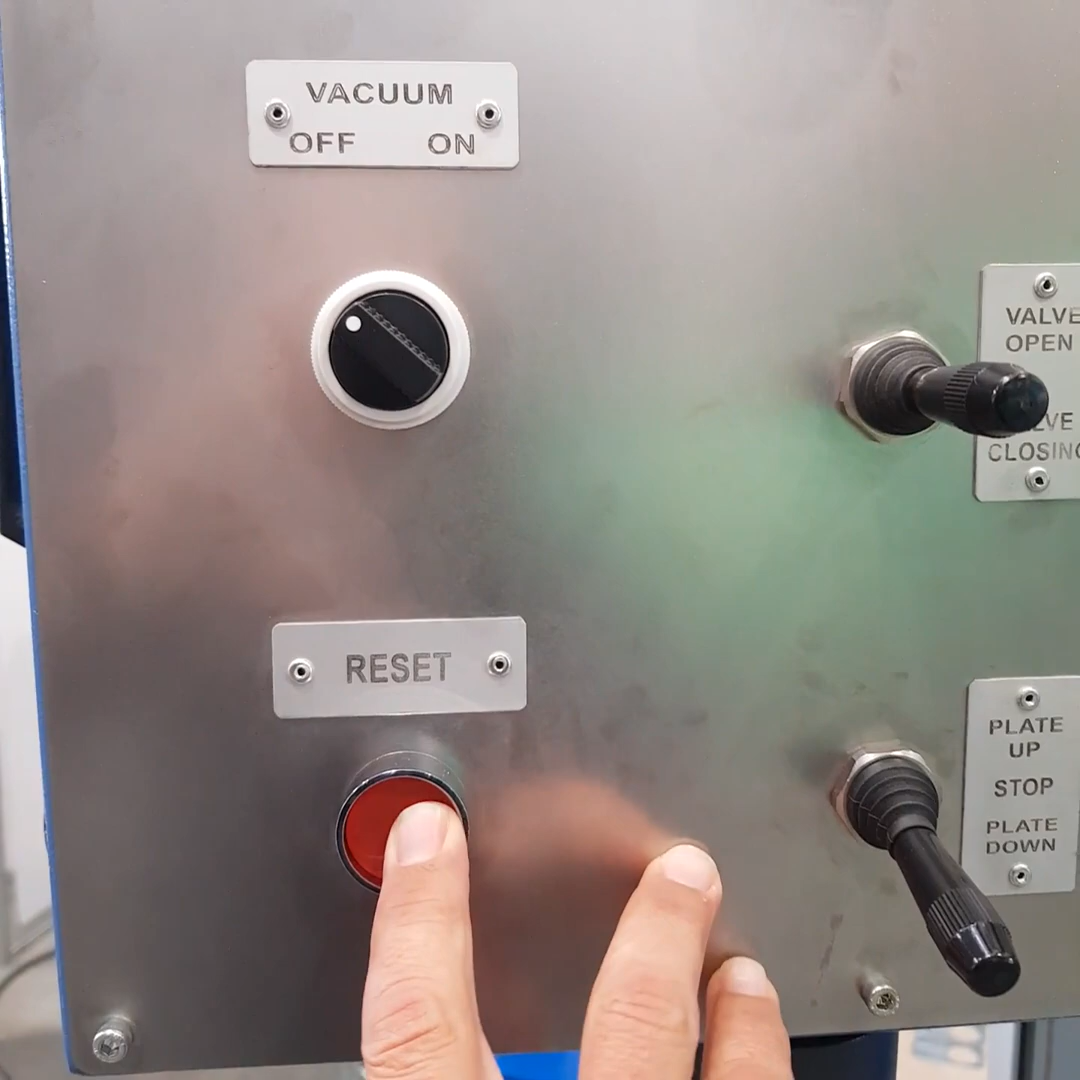 VACUUM
OFF ON
VALVE
OPEN
CLOSING
RESET
PLATE
UP
STOP
PLATE
DOWN